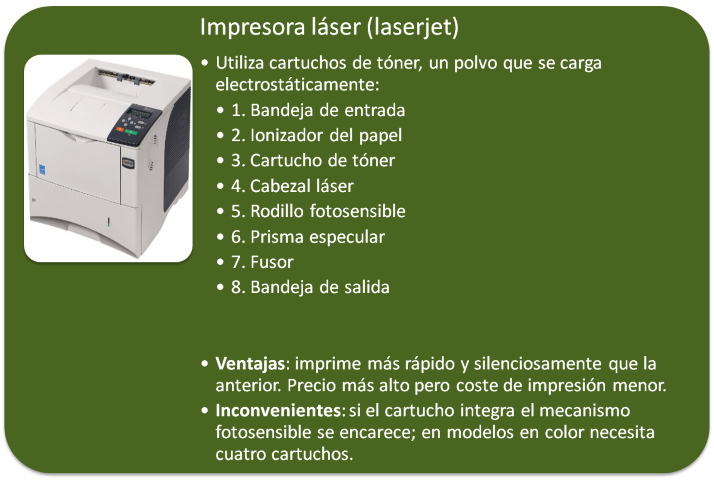 Impresora láser (laserjet)
• Utiliza cartuchos de tóner, un polvo que se carga
electrostáticamente:
• 1. Bandeja de entrada
• 2. Ionizador del papel
• 3. Cartucho de tóner
• 4. Cabezal láser
• 5. Rodillo fotosensible
• 6. Prisma especular
• 7. Fusor
• 8. Bandeja de salida
• Ventajas: imprime más rápido y silenciosamente que la
anterior. Precio más alto pero coste de impresión menor.
• Inconvenientes: si el cartucho integra el mecanismo
fotosensible se encarece; en modelos en color necesita
cuatro cartuchos.